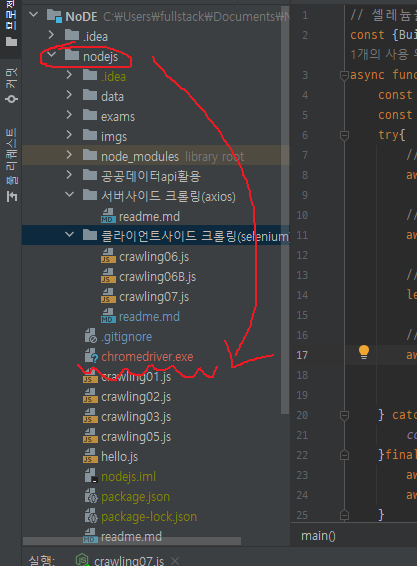 프로젝트
커밋
풀 리퀘스트
NoDE C:₩Users₩fullstack₩Documents₩N
.idea
nodejs
.idea
data
exams
imgs
node_modules library root
공공데이터api활용
서버사이드 크롤링(axios)
readme.md
클라이언트사이드 크롤링(selenium)
crawling06.js
crawling06B.js
crawling07.js
readme.md
.gitignore
chromedriver.exe
crawling01.js
crawling02.js
crawling03.js
crawling05.js
hello.js
nodejs.iml
package.json
package-lock.json
readme.md
1 // 셀레늄
2 const {Bui
1개의 사용 위
3 async func
4 const
5 const
6 try{
7 //
8 aw
9
10 //
11 aw
12
13 //
14 le
15
16 //
17 aw
18
19
20 } catc
21 co
22 }final
23 aw
24 aw
25 }
main()
실행: crawling07.js